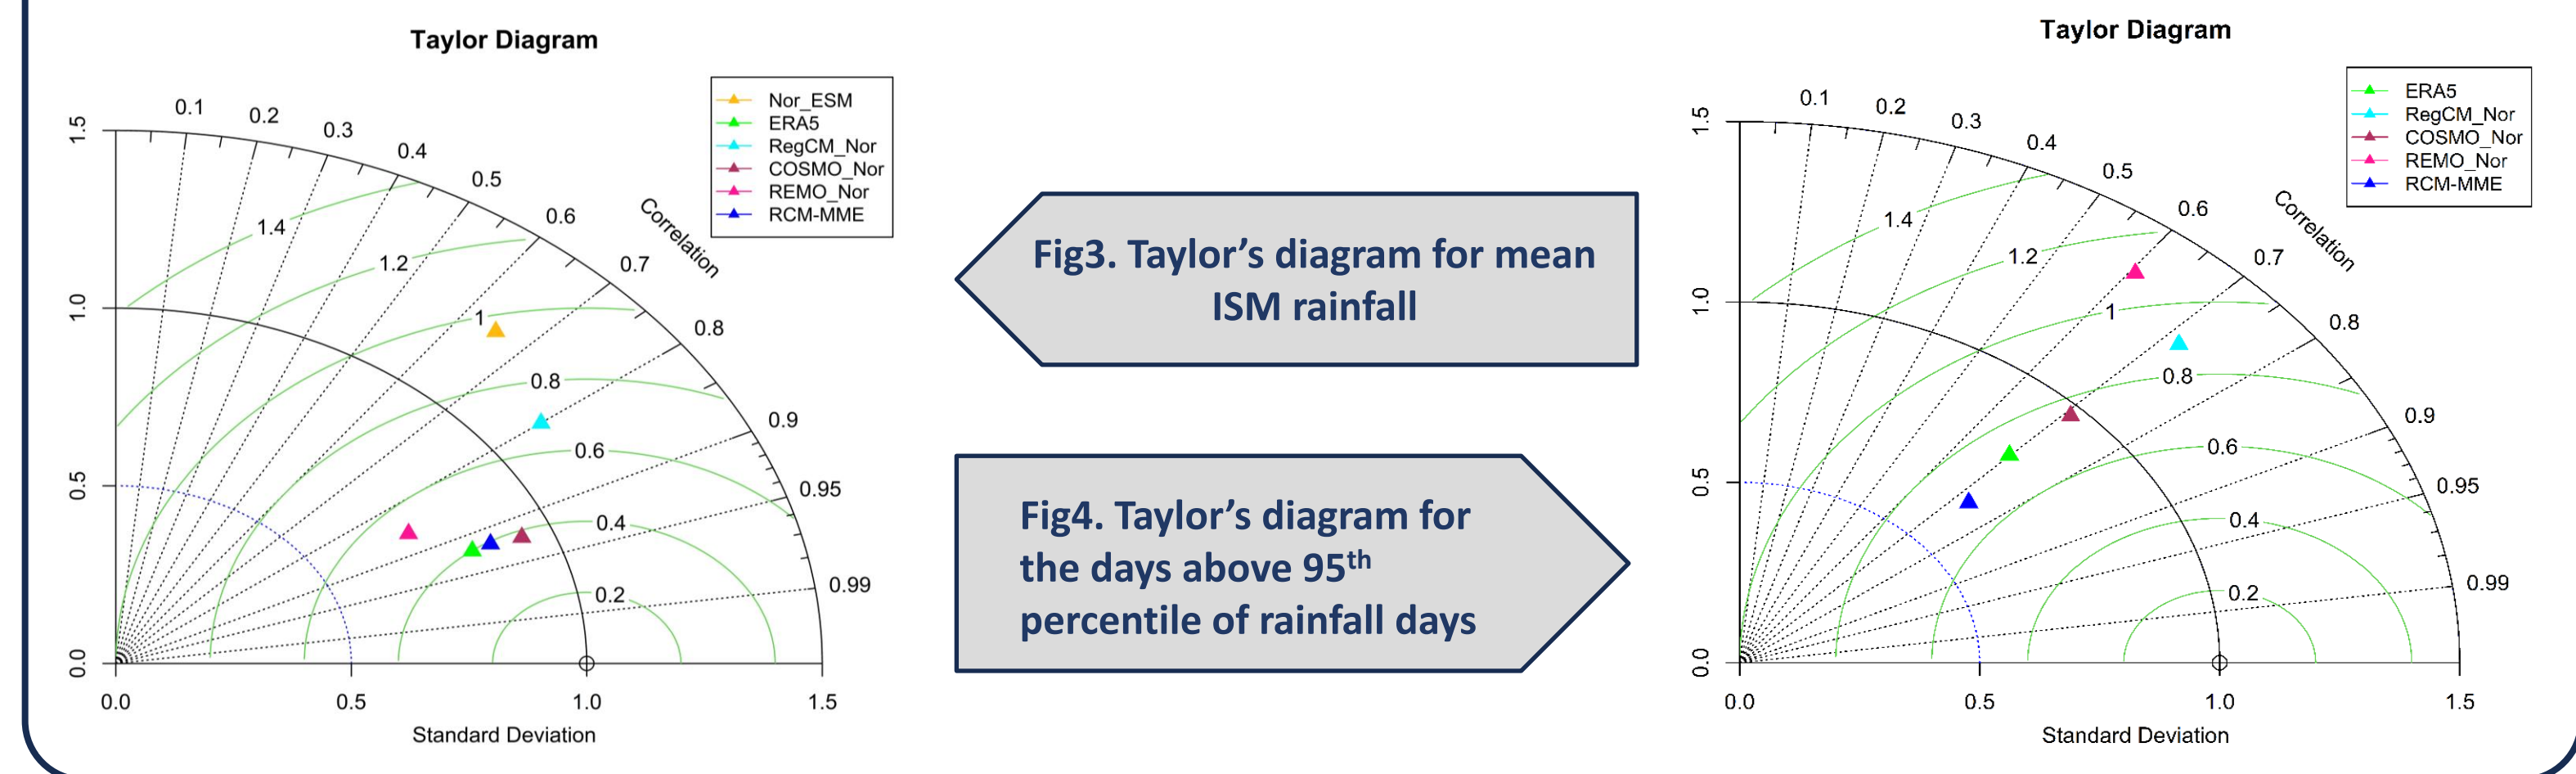 Taylor Diagram
Nor_ESM
ERA5
RegCM_Nor
COSMO_Nor
REMO_Nor
RCM-MME
0.1
0.2
0.3
0.4
0.5
0.6
0.7
0.8
0.9
0.95
0.99
Correlation
1.5
1.0
0.5
0.0
1.4
1.2
1
0.8
0.6
0.4
0.2
0.0
0.5
1.0
1.5
Standard Deviation
Fig3. Taylor’s diagram for mean
ISM rainfall
Fig4. Taylor’s diagram for
the days above 95th
percentile of rainfall days
Taylor Diagram
ERA5
RegCM_Nor
COSMO_Nor
REMO_Nor
RCM-MME
0.1
0.2
0.3
0.4
0.5
0.6
0.7
0.8
0.9
0.95
0.99
Correlation
1.5
1.0
0.5
0.0
1.4
1.2
1
0.8
0.6
0.4
0.2
0.0
0.5
1.0
1.5
Standard Deviation